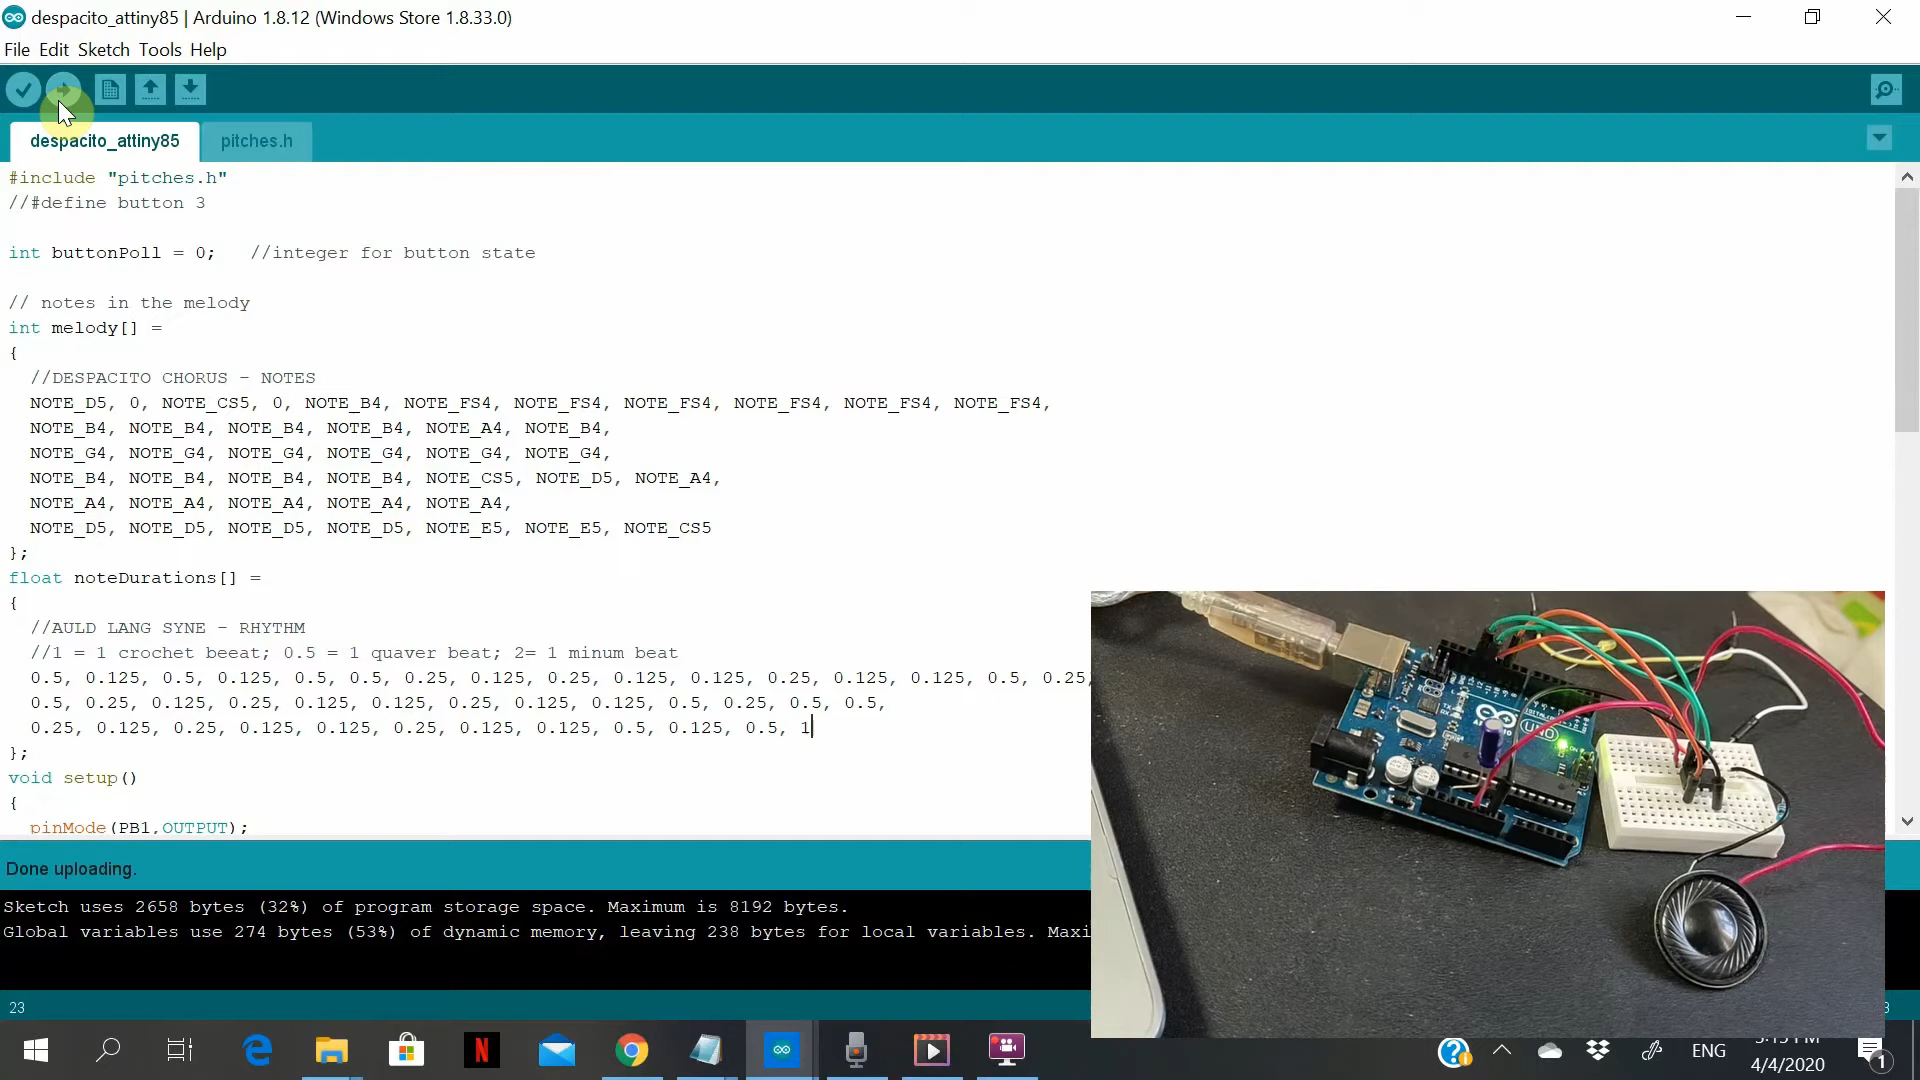 despacito_attiny85 | Arduino 1.8.12 (Windows Store 1.8.33.0)
File Edit Sketch Tools Help
despacito_attiny85 pitches.h
#include "pitches.h"
//#define button 3
int buttonPoll = 0; //integer for button state
// notes in the melody
int melody[] =
{
//DESPACITO CHORUS - NOTES
NOTE_D5, 0, NOTE_CS5, 0, NOTE_B4, NOTE_FS4, NOTE_FS4, NOTE_FS4, NOTE_FS4, NOTE_FS4, NOTE_FS4,
NOTE_B4, NOTE_B4, NOTE_B4, NOTE_B4, NOTE_A4, NOTE_B4,
NOTE_G4, NOTE_G4, NOTE_G4, NOTE_G4, NOTE_G4, NOTE_G4,
NOTE_B4, NOTE_B4, NOTE_B4, NOTE_B4, NOTE_CS5, NOTE_D5, NOTE_A4,
NOTE_A4, NOTE_A4, NOTE_A4, NOTE_A4, NOTE_A4,
NOTE_D5, NOTE_D5, NOTE_D5, NOTE_D5, NOTE_E5, NOTE_E5, NOTE_CS5
};
float noteDurations[] =
{
//AULD LANG SYNE - RHYTHM
//1 = 1 crochet beeat; 0.5 = 1 quaver beat; 2= 1 minum beat
0.5, 0.125, 0.5, 0.125, 0.5, 0.5, 0.25, 0.125, 0.25, 0.125, 0.125, 0.25, 0.125, 0.125, 0.5, 0.25,
0.5, 0.25, 0.125, 0.25, 0.125, 0.125, 0.25, 0.125, 0.125, 0.5, 0.25, 0.5, 0.5,
0.25, 0.125, 0.25, 0.125, 0.125, 0.25, 0.125, 0.125, 0.5, 0.125, 0.5, 1
};
void setup()
{
pinMode(PB1,OUTPUT);
UNO
Done uploading.
Sketch uses 2658 bytes (32%) of program storage space. Maximum is 8192 bytes.
Global variables use 274 bytes (53%) of dynamic memory, leaving 238 bytes for local variables. Maxi
23
ENG
4/4/2020
1